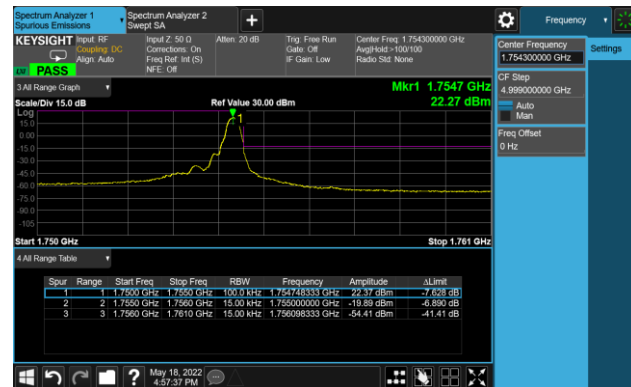 Spectrum Analyzer 1
Spurious Emissions
Spectrum Analyzer 2
Swept SA
+
Frequency
KEYSIGHT
Input: RF
Coupling: DC
Align: Auto
Input Z: 50 Ω
Corrections: On
Freq Ref: Int (S)
NFE: Off
Atten: 20 dB
Trig: Free Run
Gate: Off
IF Gain: Low
Center Freq: 1.754300000 GHz
Avg|Hold:>100/100
Radio Std: None
PASS
Center Frequency
1.754300000 GHz
Settings
CF Step
4.999000000 GHz
Auto
Man
Freq Offset
0 Hz
3 All Range Graph
Mkr1 1.7547 GHz
22.27 dBm
Scale/Div 15.0 dB
Ref Value 30.00 dBm
Log
15.0
0.00
-15.0
-30.0
-45.0
-60.0
-75.0
-90.0
-105
1
Start 1.750 GHz
Stop 1.761 GHz
4 All Range Table
Spur Range Start Freq Stop Freq RBW Frequency Amplitude ΔLimit
1 1 1.7500 GHz 1.7550 GHz 100.0 kHz 1.754748333 GHz 22.37 dBm -7.628 dB
2 2 1.7550 GHz 1.7560 GHz 15.00 kHz 1.755000000 GHz -19.89 dBm -6.890 dB
3 3 1.7560 GHz 1.7610 GHz 15.00 kHz 1.756098333 GHz -54.41 dBm -41.41 dB
?
May 18, 2022
4:57:37 PM